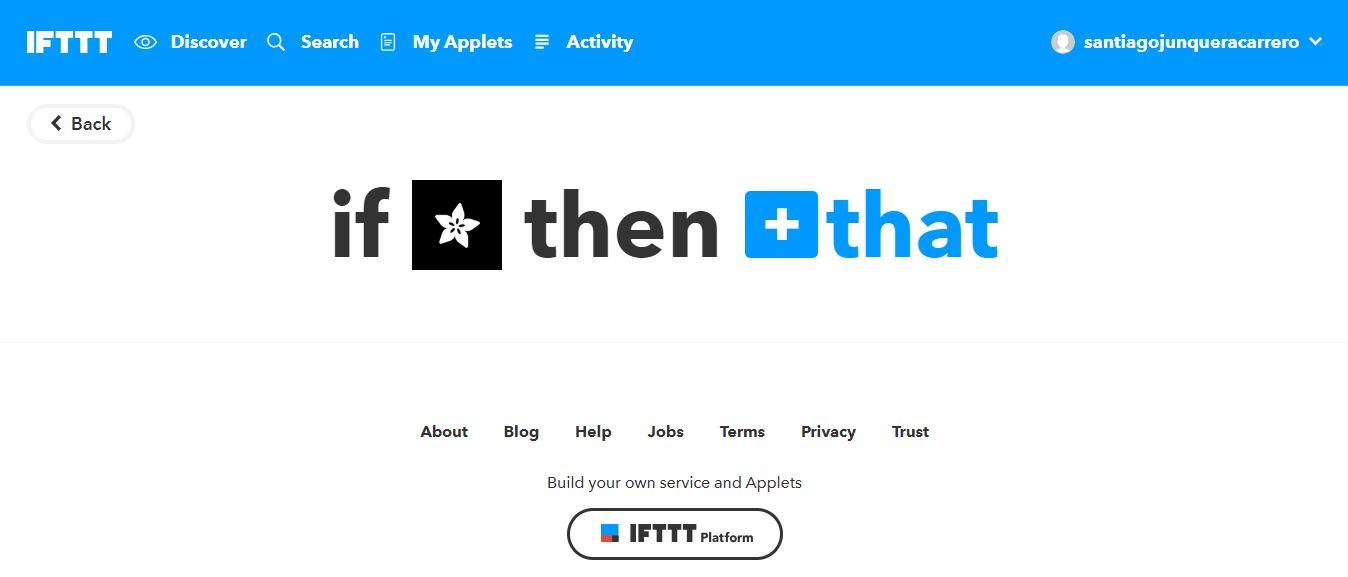 IFTTT Discover Search My Applets Activity santiagojunqueracarrero
Back
if then that
About Blog Help Jobs Terms Privacy Trust
Build your own service and Applets
IFTTT Platform